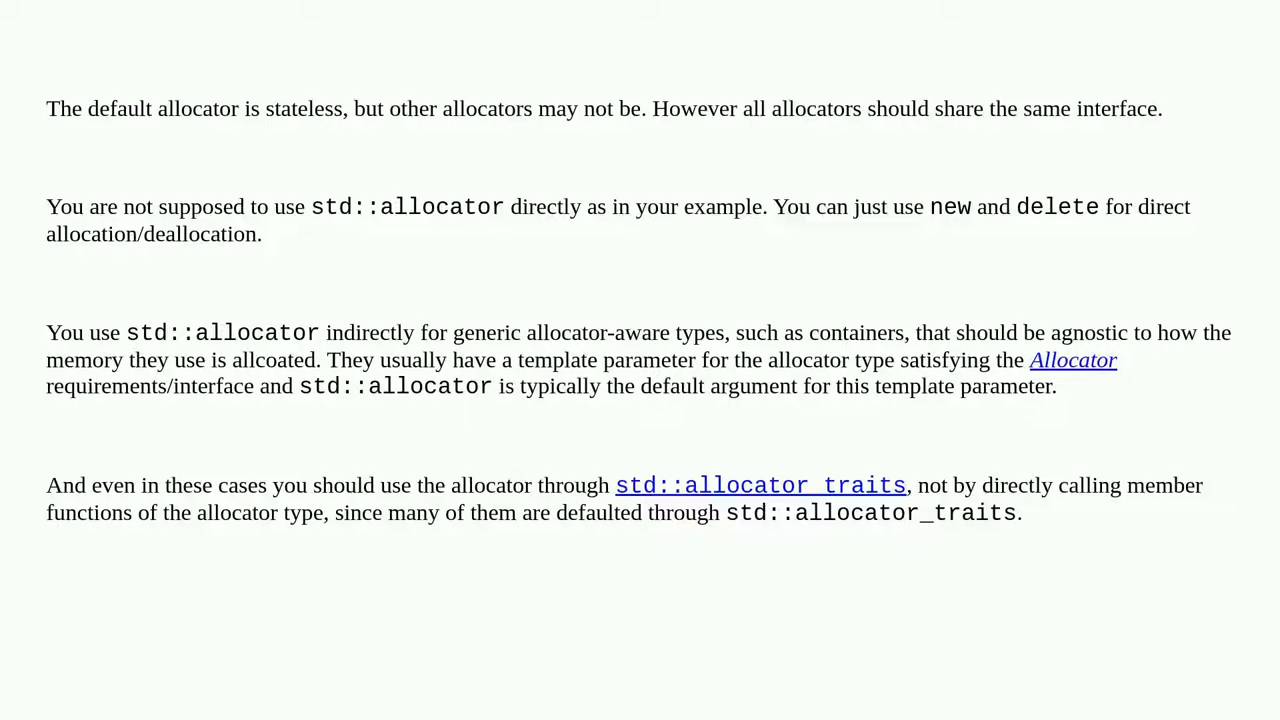 The default allocator is stateless, but other allocators may not be. However all allocators should share the same interface.
You are not supposed to use std::allocator directly as in your example. You can just use new and delete for direct
allocation/deallocation.
You use std::allocator indirectly for generic allocator-aware types, such as containers, that should be agnostic to how the
memory they use is allcoated. They usually have a template parameter for the allocator type satisfying the Allocator
requirements/interface and std::allocator is typically the default argument for this template parameter.
And even in these cases you should use the allocator through std::allocator_traits, not by directly calling member
functions of the allocator type, since many of them are defaulted through std::allocator_traits.